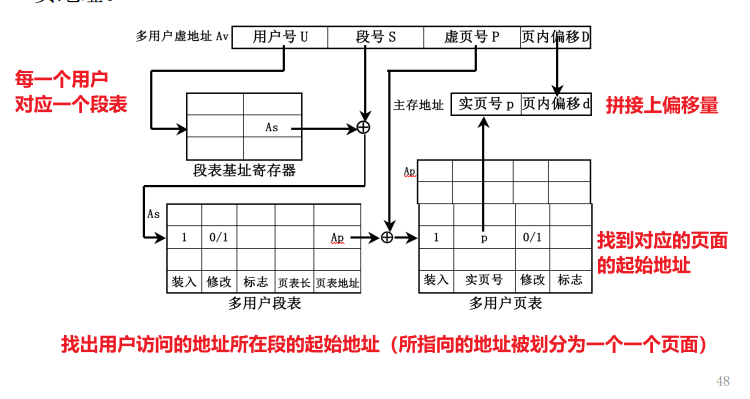 多用户虚地址 Av 用户号 U 段号 S 虚页号 P 页内偏移D
每一个用户
对应一个段表
主存地址 实页号 p 页内偏移d
拼接上偏移量
As
段表基址寄存器
Ap
As
1 0/1 Ap
1 p 0/1
找到对应的页面
的起始地址
装入 修改 标志 页表长 页表地址
装入 实页号 修改 标志
多用户段表
多用户页表
找出用户访问的地址所在段的起始地址（所指向的地址被划分为一个一个页面）
48